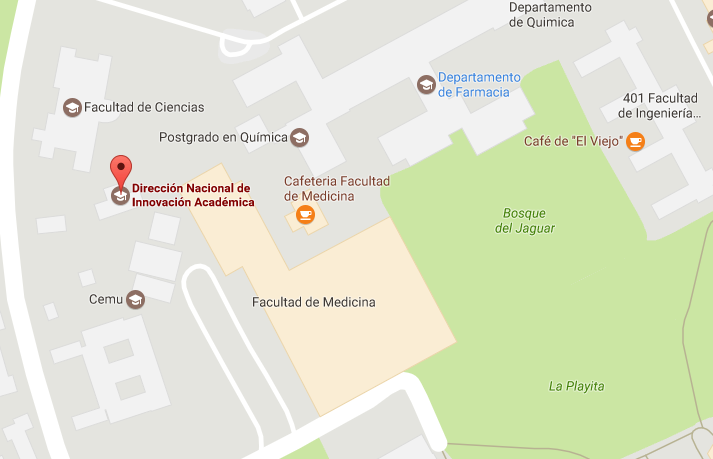 Departamento
de Quimica
Departamento
de Farmacia
Facultad de Ciencias
401 Facultad
de Ingeniería...
Postgrado en Química
Café de "El Viejo"
Dirección Nacional de
Innovación Académica
Cafeteria Facultad
de Medicina
Bosque
del Jaguar
Cemu
Facultad de Medicina
La Playita